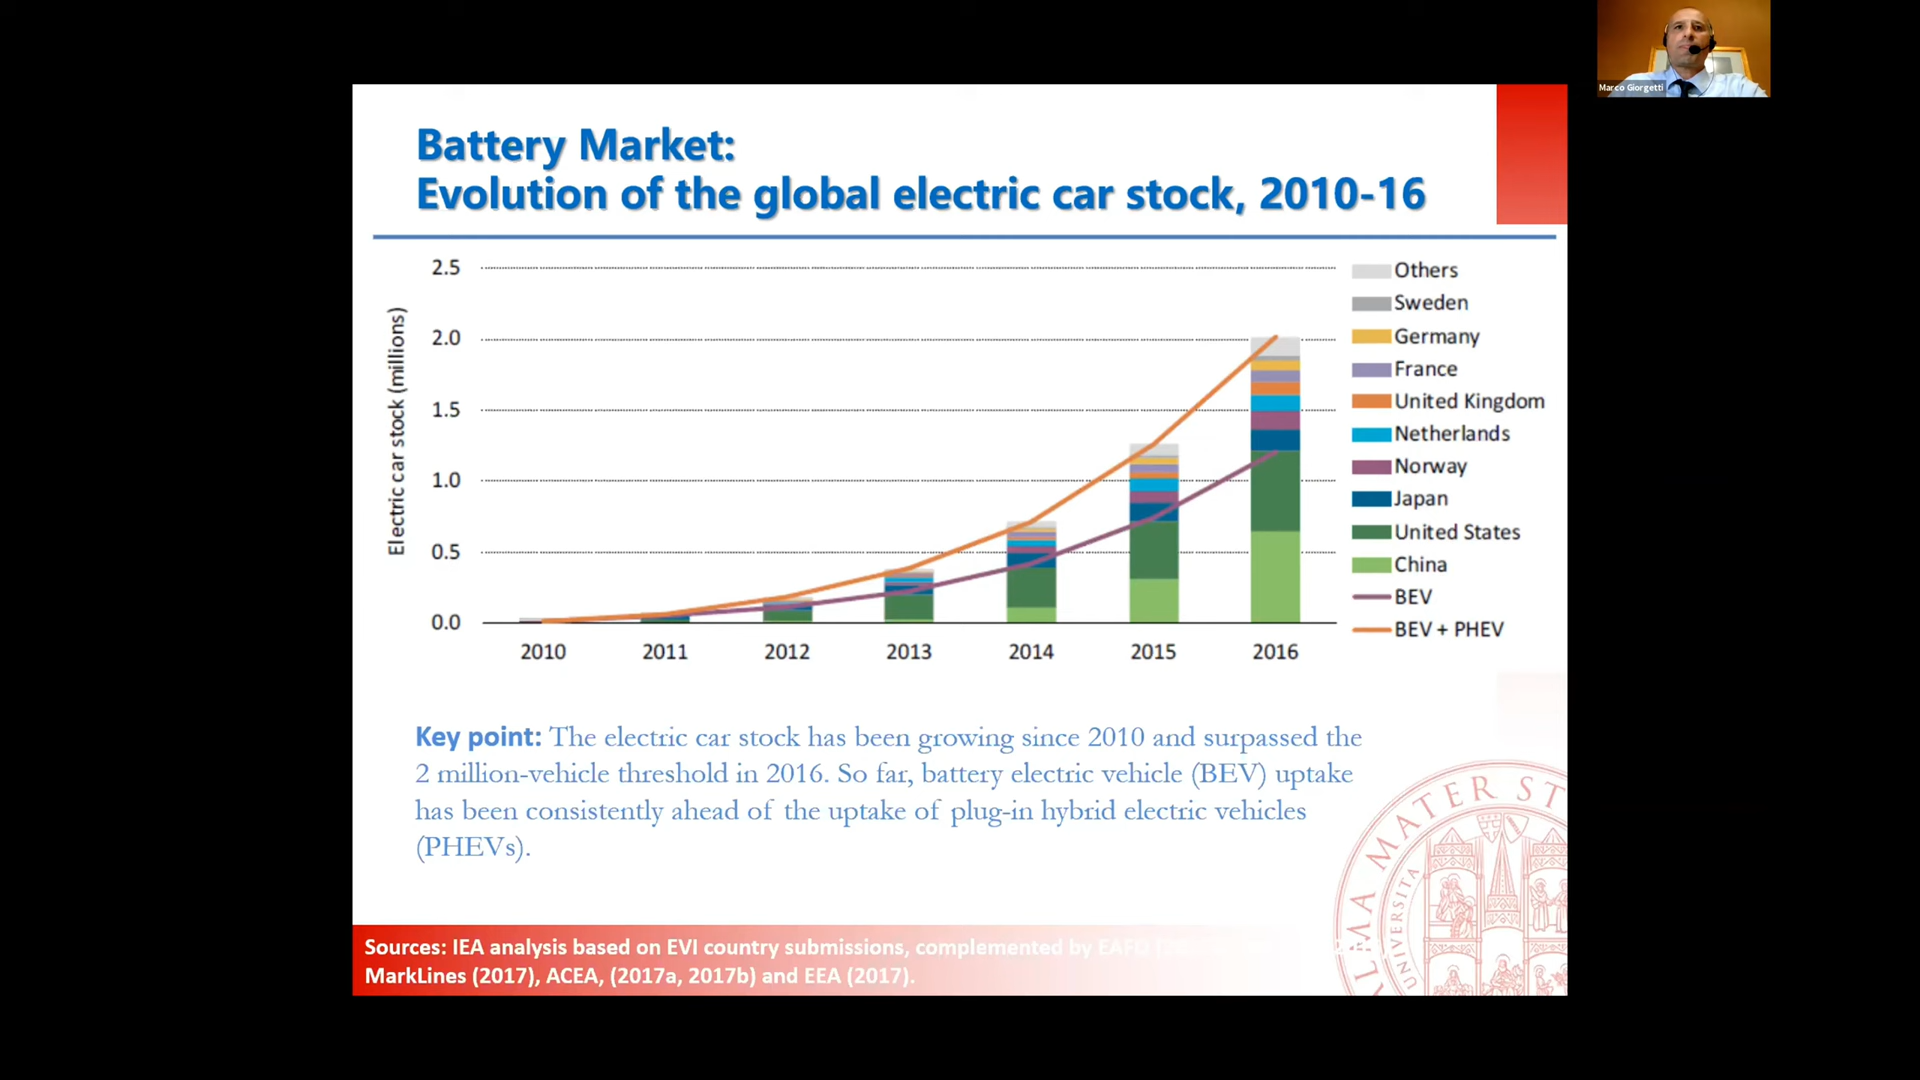 Marco Giorgetti
Battery Market:
Evolution of the global electric car stock, 2010-16
Electric car stock (millions)
2.5
2.0
1.5
1.0
0.5
0.0
2010 2011 2012 2013 2014 2015 2016
Others
Sweden
Germany
France
United Kingdom
Netherlands
Norway
Japan
United States
China
BEV
BEV + PHEV
Key point: The electric car stock has been growing since 2010 and surpassed the
2 million-vehicle threshold in 2016. So far, battery electric vehicle (BEV) uptake
has been consistently ahead of the uptake of plug-in hybrid electric vehicles
(PHEVs).
Sources: IEA analysis based on EVI country submissions, complemented by EAFO
MarkLines (2017), ACEA, (2017a, 2017b) and EEA (2017).
ALMA MATER ST
UNIVERSITA